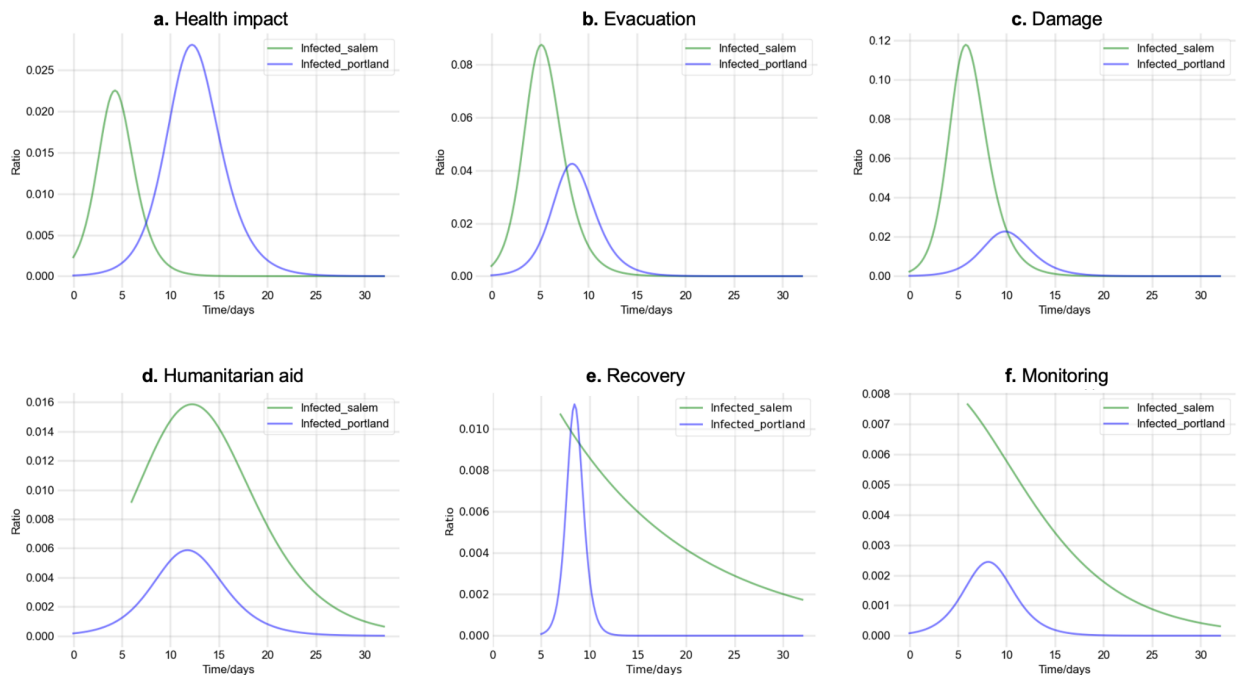 a. Health impact
Infected_salem
Infected_portland
0.025
0.020
0.015
0.010
0.005
0.000
Ratio
0 5 10 15 20 25 30
Time/days
b. Evacuation
Infected_salem
Infected_portland
0.08
0.06
0.04
0.02
0.00
Ratio
0 5 10 15 20 25 30
Time/days
c. Damage
Infected_salem
Infected_portland
0.12
0.10
0.08
0.06
0.04
0.02
0.00
Ratio
0 5 10 15 20 25 30
Time/days
d. Humanitarian aid
Infected_salem
Infected_portland
0.016
0.014
0.012
0.010
0.008
0.006
0.004
0.002
0.000
Ratio
0 5 10 15 20 25 30
Time/days
e. Recovery
Infected_salem
Infected_portland
0.010
0.008
0.006
0.004
0.002
0.000
Ratio
0 5 10 15 20 25 30
Time/days
f. Monitoring
Infected_salem
Infected_portland
0.008
0.007
0.006
0.005
0.004
0.003
0.002
0.001
0.000
Ratio
0 5 10 15 20 25 30
Time/days